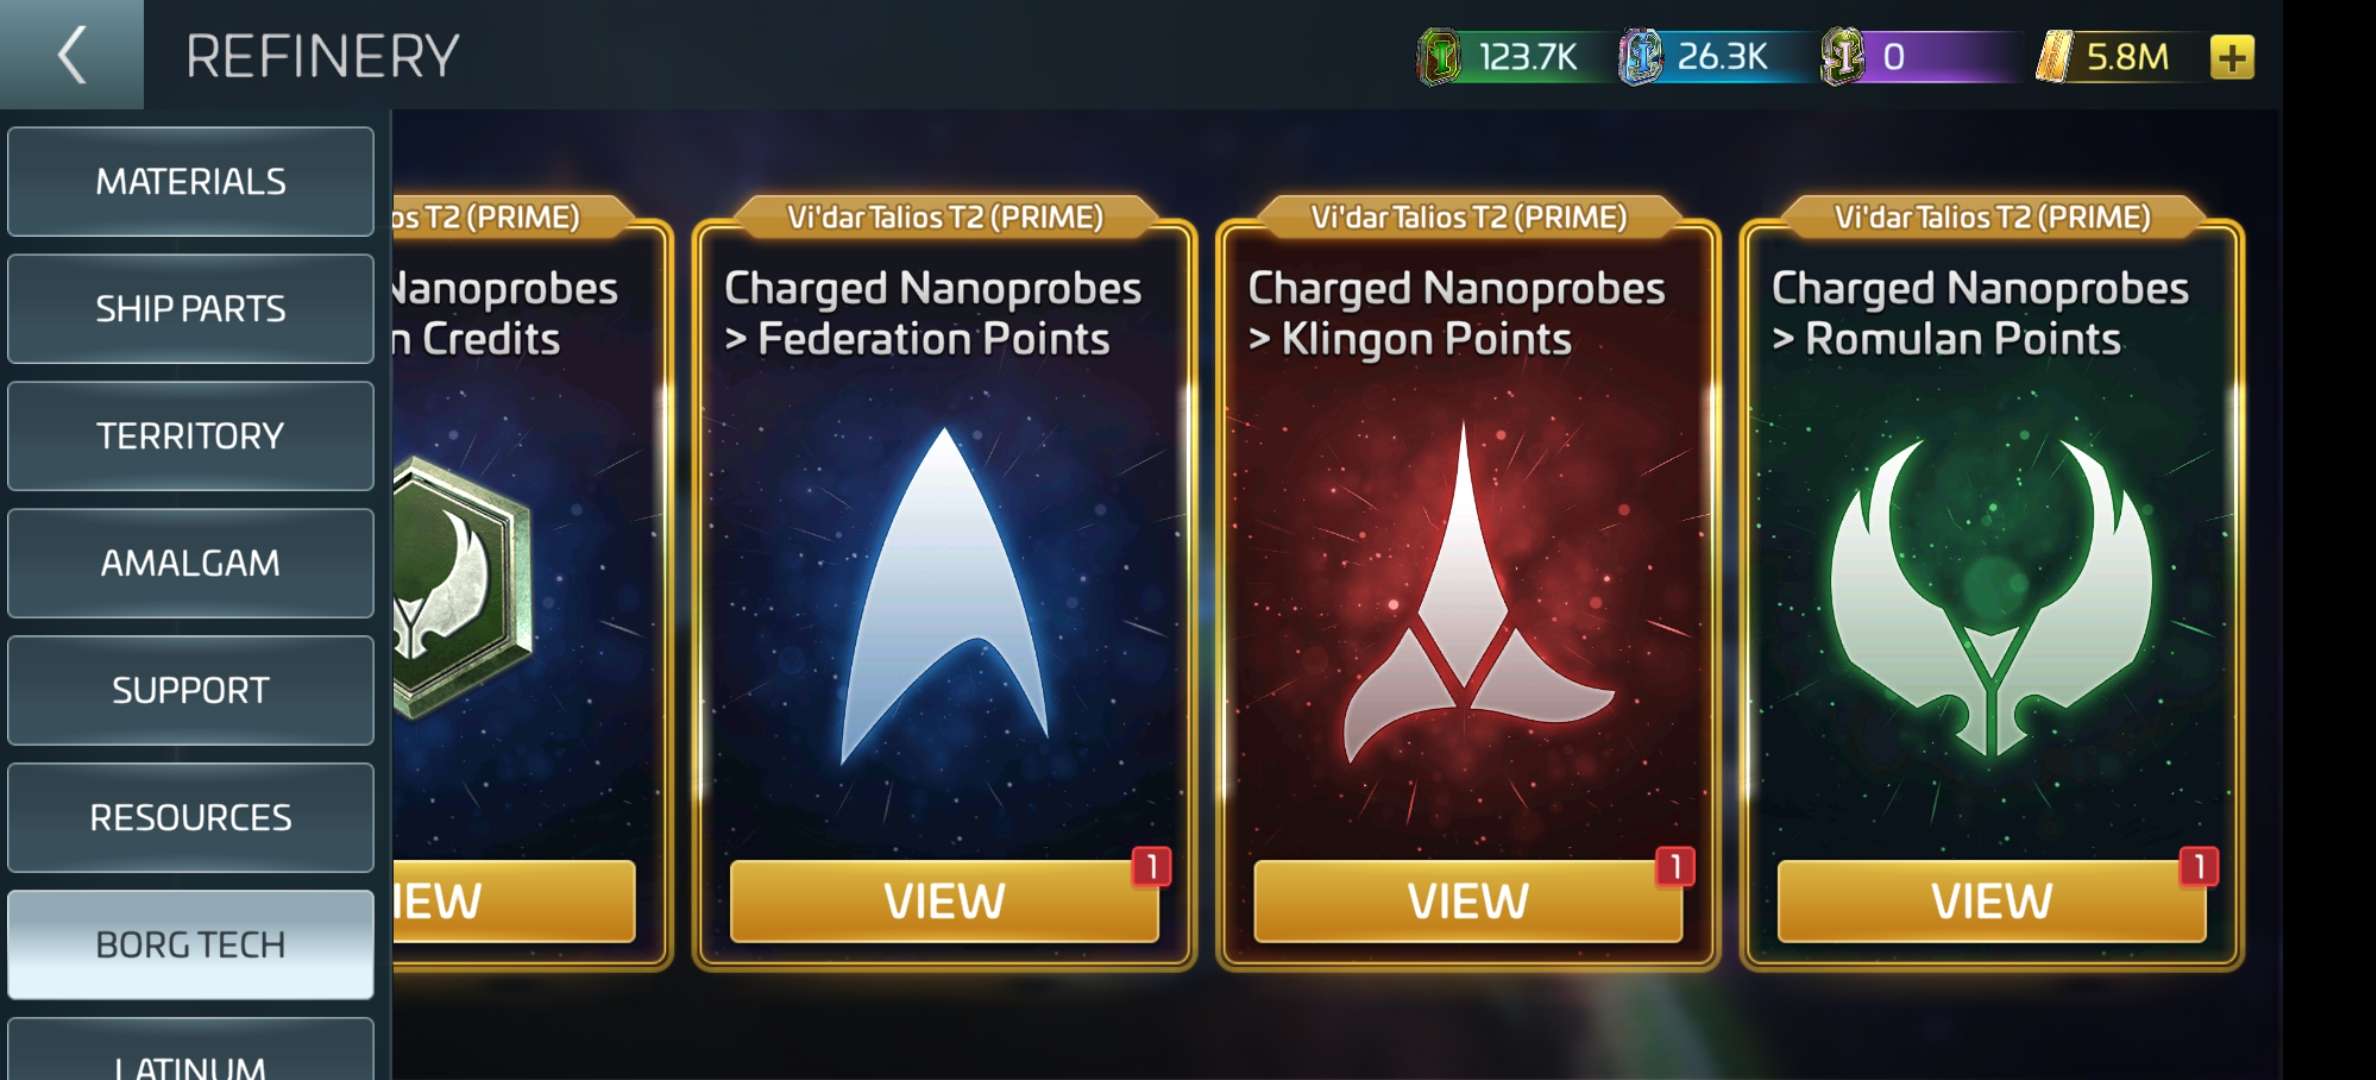 REFINERY
123.7K
26.3K
0
5.8M
MATERIALS
SHIP PARTS
TERRITORY
AMALGAM
SUPPORT
RESOURCES
BORG TECH
LATINUM
os T2 (PRIME)
Nanoprobes
n Credits
IEW
Vi'dar Talios T2 (PRIME)
Charged Nanoprobes
> Federation Points
VIEW
1
Vi'dar Talios T2 (PRIME)
Charged Nanoprobes
> Klingon Points
VIEW
1
Vi'dar Talios T2 (PRIME)
Charged Nanoprobes
> Romulan Points
VIEW
1